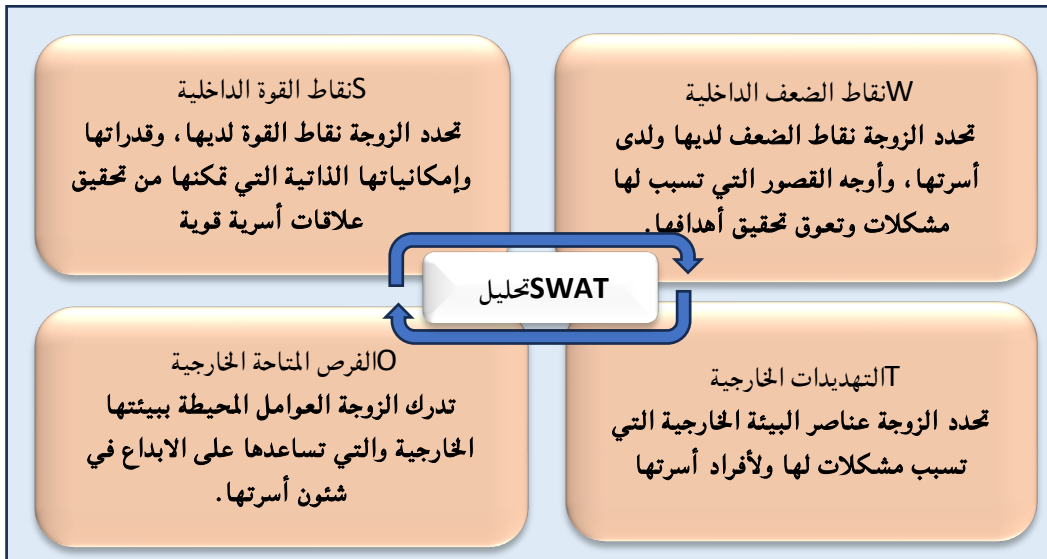 Sنقاط القوة الداخلية
تحدد الزوجة نقاط القوة لديها، وقدراتها
وإمكانياتها الذاتية التي تمكنها من تحقيق
علاقات أسرية قوية
Wنقاط الضعف الداخلية
تحدد الزوجة نقاط الضعف لديها ولدى
أسرتها، وأوجه القصور التي تسبب لها
مشكلات وتعوق تحقيق أهدافها.
SWATتحليل
Oالفرص المتاحة الخارجية
تدرك الزوجة العوامل المحيطة ببيئتها
الخارجية والتي تساعدها على الابداع في
شئون أسرتها.
Tالتهديدات الخارجية
تحدد الزوجة عناصر البيئة الخارجية التي
تسبب مشكلات لها ولأفراد أسرتها